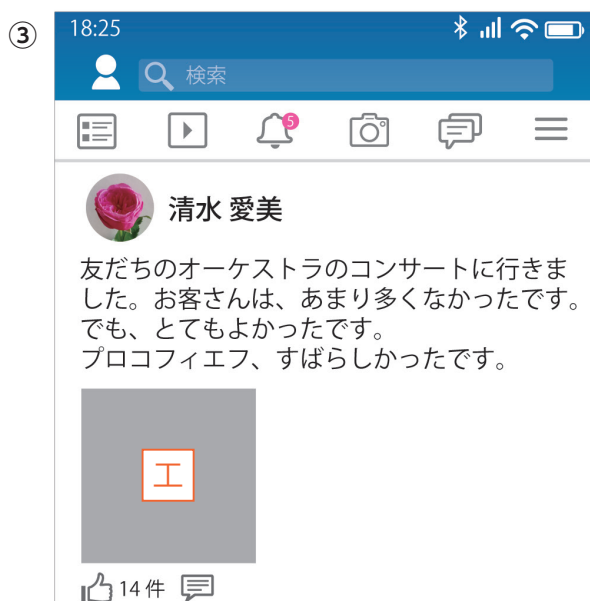 ③
18:25
検索
5
清水 愛美
友だちのオーケストラのコンサートに行きま
した。お客さんは、あまり多くなかったです。
でも、とてもよかったです。
プロコフィエフ、すばらしかったです。
エ
14件